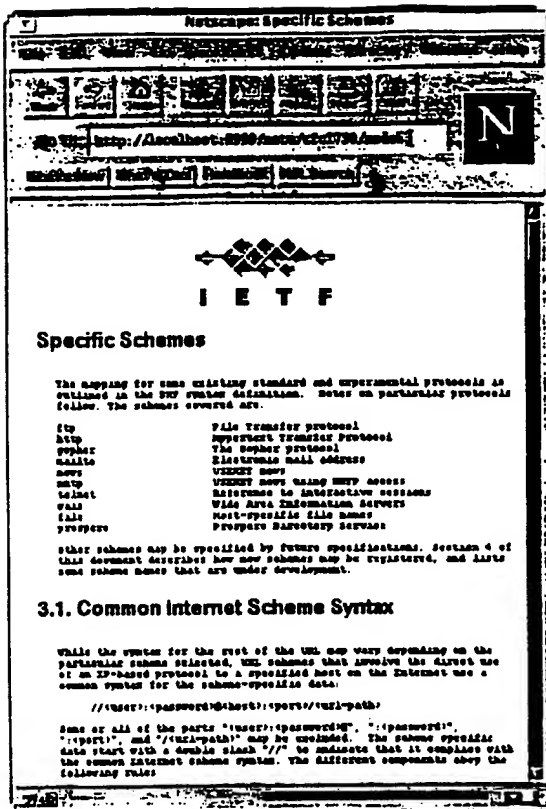 Netscape: Specific Schemes
N
I E T F
Specific Schemes
The mapping for some existing standard and experimental protocols is
outlined in the BNF syntax definition. Notes on particular protocols
follow. The schemes covered are:
ftp File Transfer protocol
http Hypertext Transfer Protocol
gopher The Gopher protocol
mailto Electronic mail address
news USENET news
nntp USENET news using NNTP access
telnet Reference to interactive sessions
wais Wide Area Information Servers
file Host-specific file names
prospero Prospero Directory Service
Other schemes may be specified by future specifications. Section 4 of
this document describes how new schemes may be registered, and lists
some scheme names that are under development.
3.1. Common Internet Scheme Syntax
While the syntax for the rest of the URL may vary depending on the
particular scheme selected, URL schemes that involve the direct use
of an IP-based protocol to a specified host on the Internet use a
common syntax for the scheme-specific data:
//<user>:<password>@<host>:<port>/<url-path>
Some or all of the parts "<user>:<password>@", ":<password>",
":<port>", and "/<url-path>" may be excluded. The scheme specific
data start with a double slash "//" to indicate that it complies with
the common Internet scheme syntax. The different components obey the
following rules: